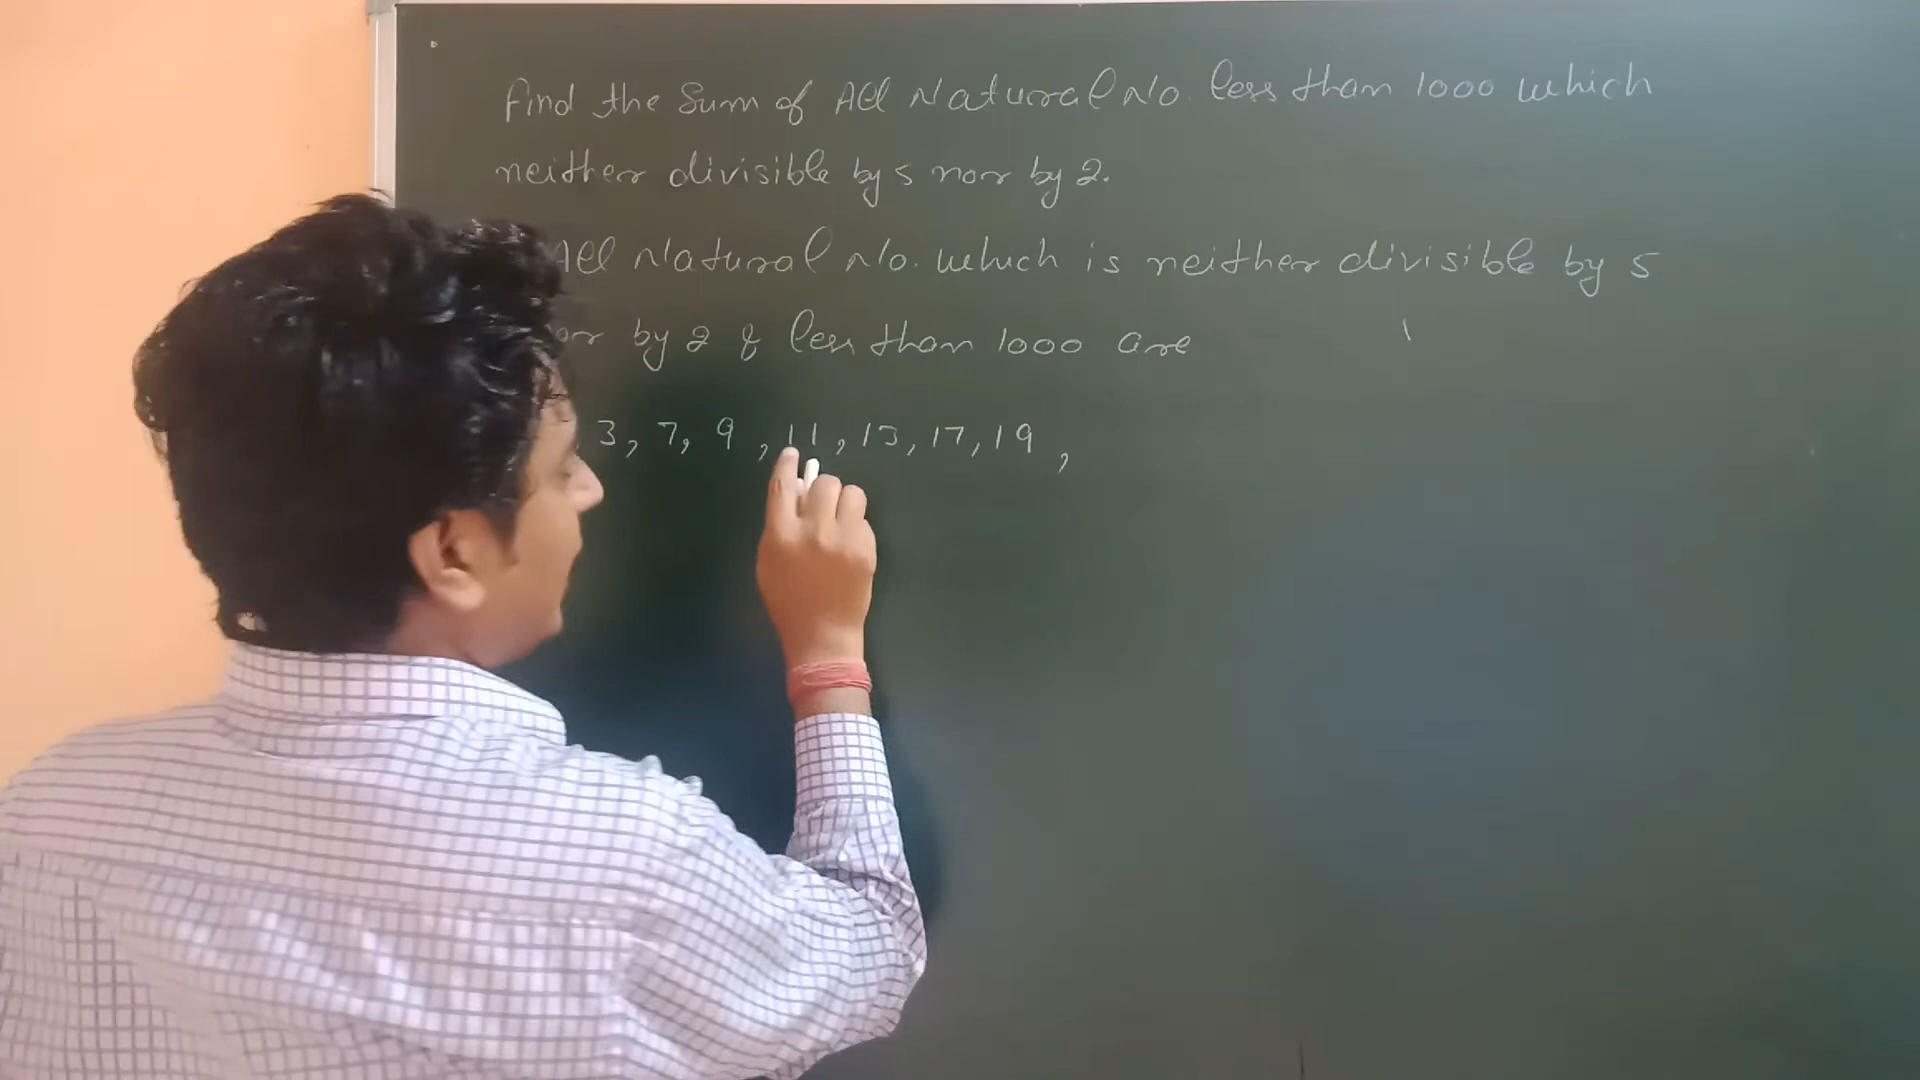 find the Sum of All Natural No. less than 1000 which
neither divisible by 5 nor by 2.
All Natural No. which is neither divisible by 5
or by 2 & less than 1000 are
3, 7, 9, 11, 13, 17, 19,